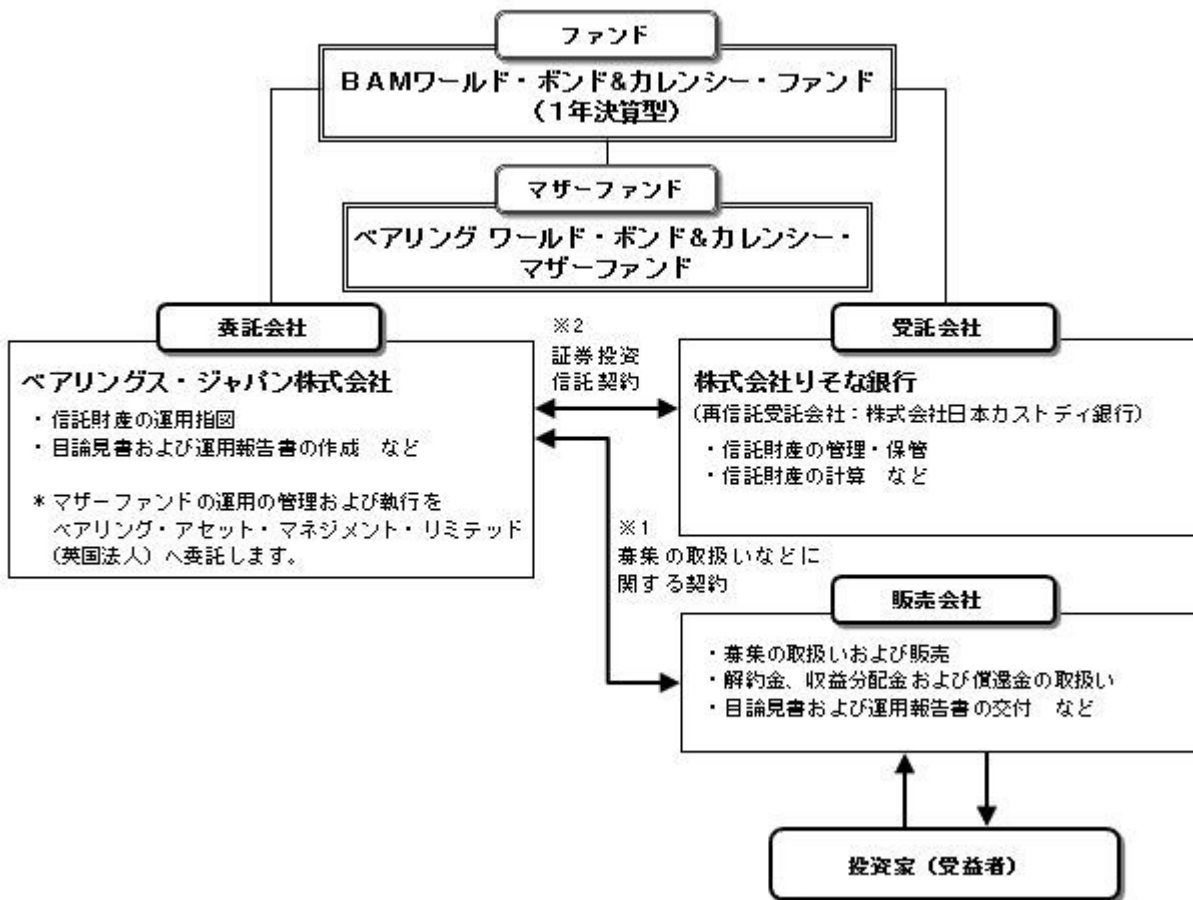 ファンド
BAMワールド・ボンド&カレンシー・ファンド
(1年決算型)
マザーファンド
ベアリング ワールド・ボンド&カレンシー・
マザーファンド
委託会社
ベアリングス・ジャパン株式会社
・信託財産の運用指図
・目論見書および運用報告書の作成 など
*マザーファンドの運用の管理および執行を
ベアリング・アセット・マネジメント・リミテッド
(英国法人)へ委託します。
※2
証券投資
信託契約
受託会社
株式会社りそな銀行
(再信託受託会社:株式会社日本カストディ銀行)
・信託財産の管理・保管
・信託財産の計算 など
※1
募集の取扱いなどに
関する契約
販売会社
・募集の取扱いおよび販売
・解約金、収益分配金および償還金の取扱い
・目論見書および運用報告書の交付 など
投資家(受益者)